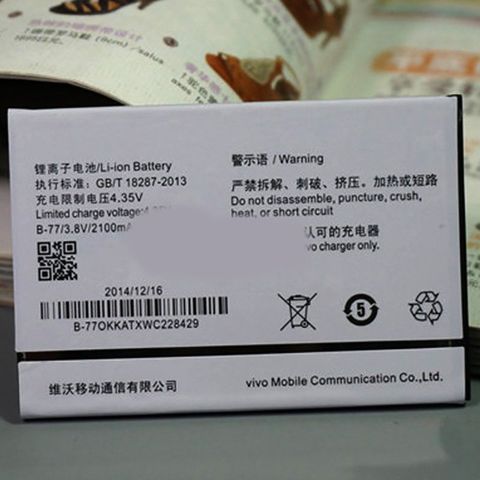 锂离子电池/Li-ion Battery
执行标准: GB/T 18287-2013
充电限制电压4.35V
Limited charge voltage:
B-77/3.8V/2100mA
2014/12/16
B-77OKKATXWC228429
警示语 / Warning
严禁拆解、刺破、挤压。加热或短路
Do not disassemble, puncture, crush,
heat, or short circuit
认可的充电器
vo charger only.
5
维沃移动通信有限公司
vivo Mobile Communication Co.,Ltd.